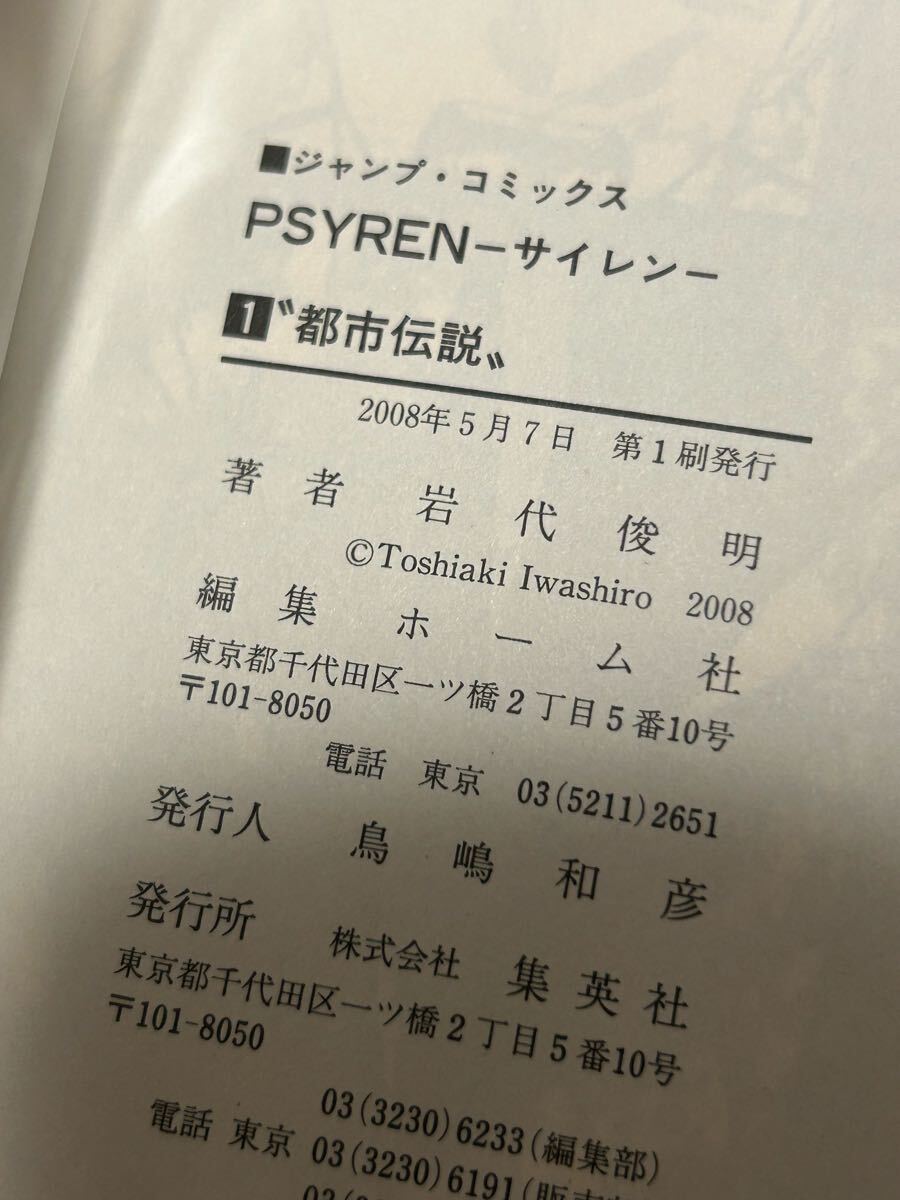 ■ジャンプ・コミックス
PSYREN－サイレン－
1〝都市伝説〟
2008年5月7日　第1刷発行
著者　岩代俊明
©Toshiaki Iwashiro 2008
編集　ホーム社
東京都千代田区一ツ橋2丁目5番10号
〒101-8050
電話　東京　03(5211)2651
発行人　鳥嶋和彦
発行所　株式会社　集英社
東京都千代田区一ツ橋2丁目5番10号
〒101-8050
03(3230)6233(編集部)
電話　東京　03(3230)6191(販売